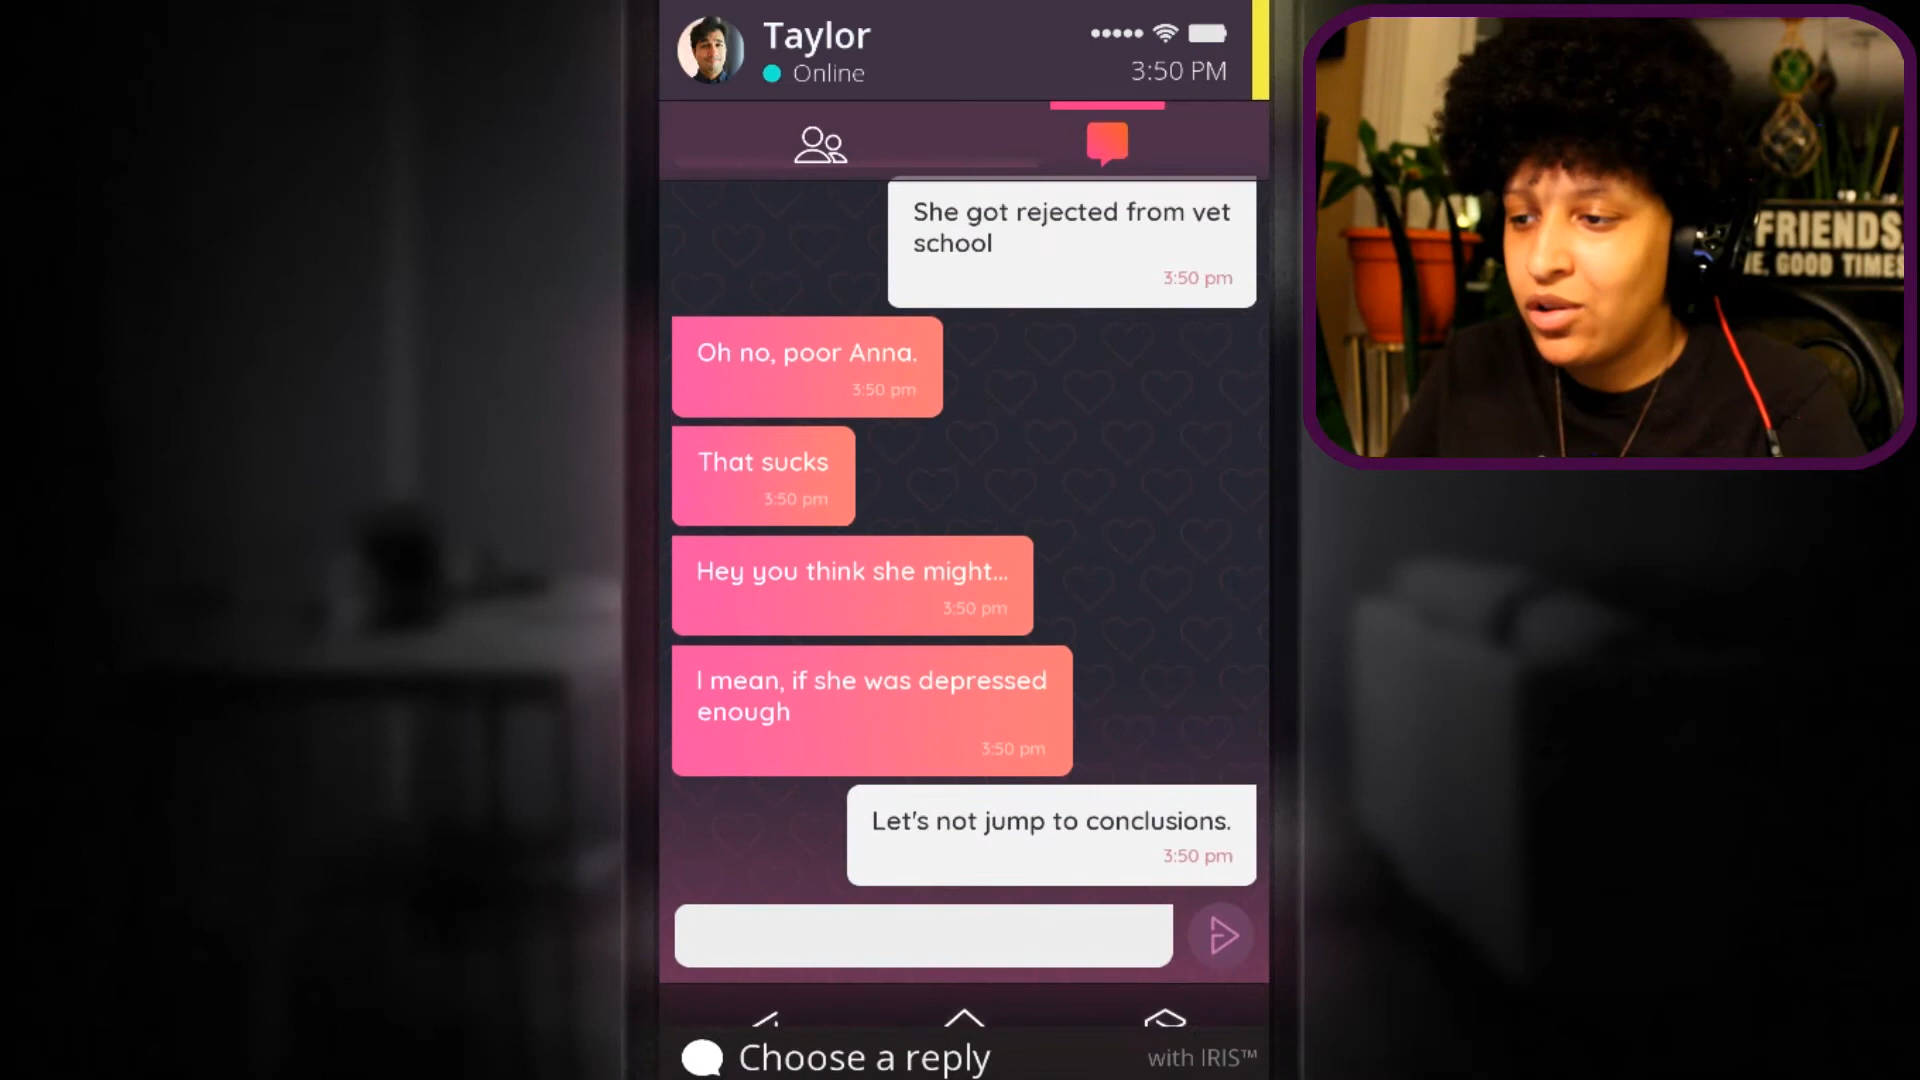 Taylor
Online
3:50 PM
She got rejected from vet
school
3:50 pm
Oh no, poor Anna.
3:50 pm
That sucks
3:50 pm
Hey you think she might...
3:50 pm
I mean, if she was depressed
enough
3:50 pm
Let's not jump to conclusions.
3:50 pm
Choose a reply
with IRIS™
FRIENDS,
E, GOOD TIMES